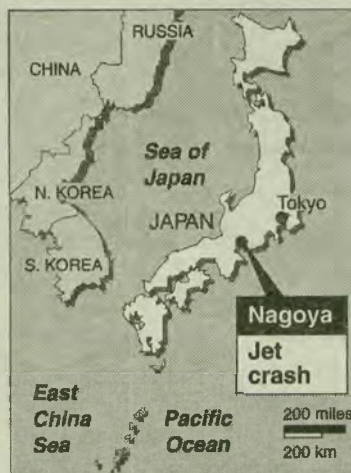 RUSSIA
CHINA
Sea of
Japan
N. KOREA
JAPAN
Tokyo
S. KOREA
Nagoya
Jet
crash
East
China
Sea
Pacific
Ocean
200 miles
200 km